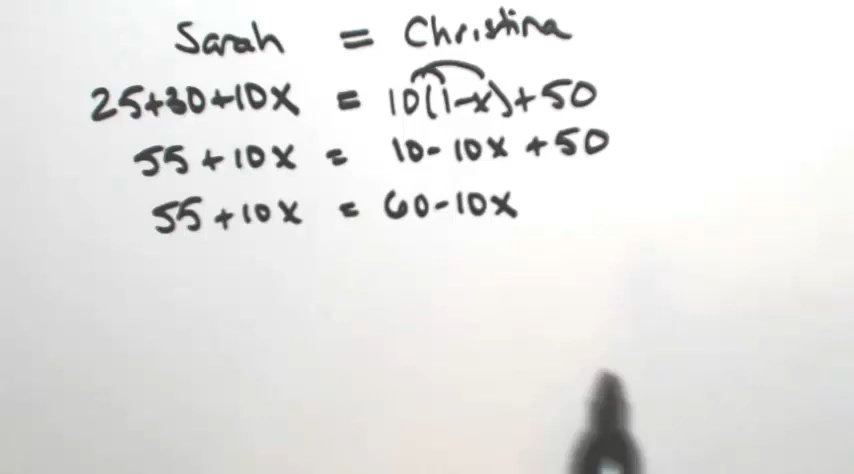 Sarah = Christina
25+30+10x = 10(1-x)+50
55+10x = 10-10x+50
55+10x = 60-10x